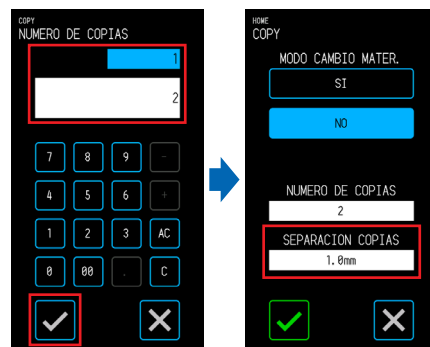 COPY
NUMERO DE COPIAS
1
2
7 8 9 -
4 5 6 +
1 2 3 AC
0 00 . C
HOME
COPY
MODO CAMBIO MATER.
SI
NO
NUMERO DE COPIAS
2
SEPARACION COPIAS
1.0mm